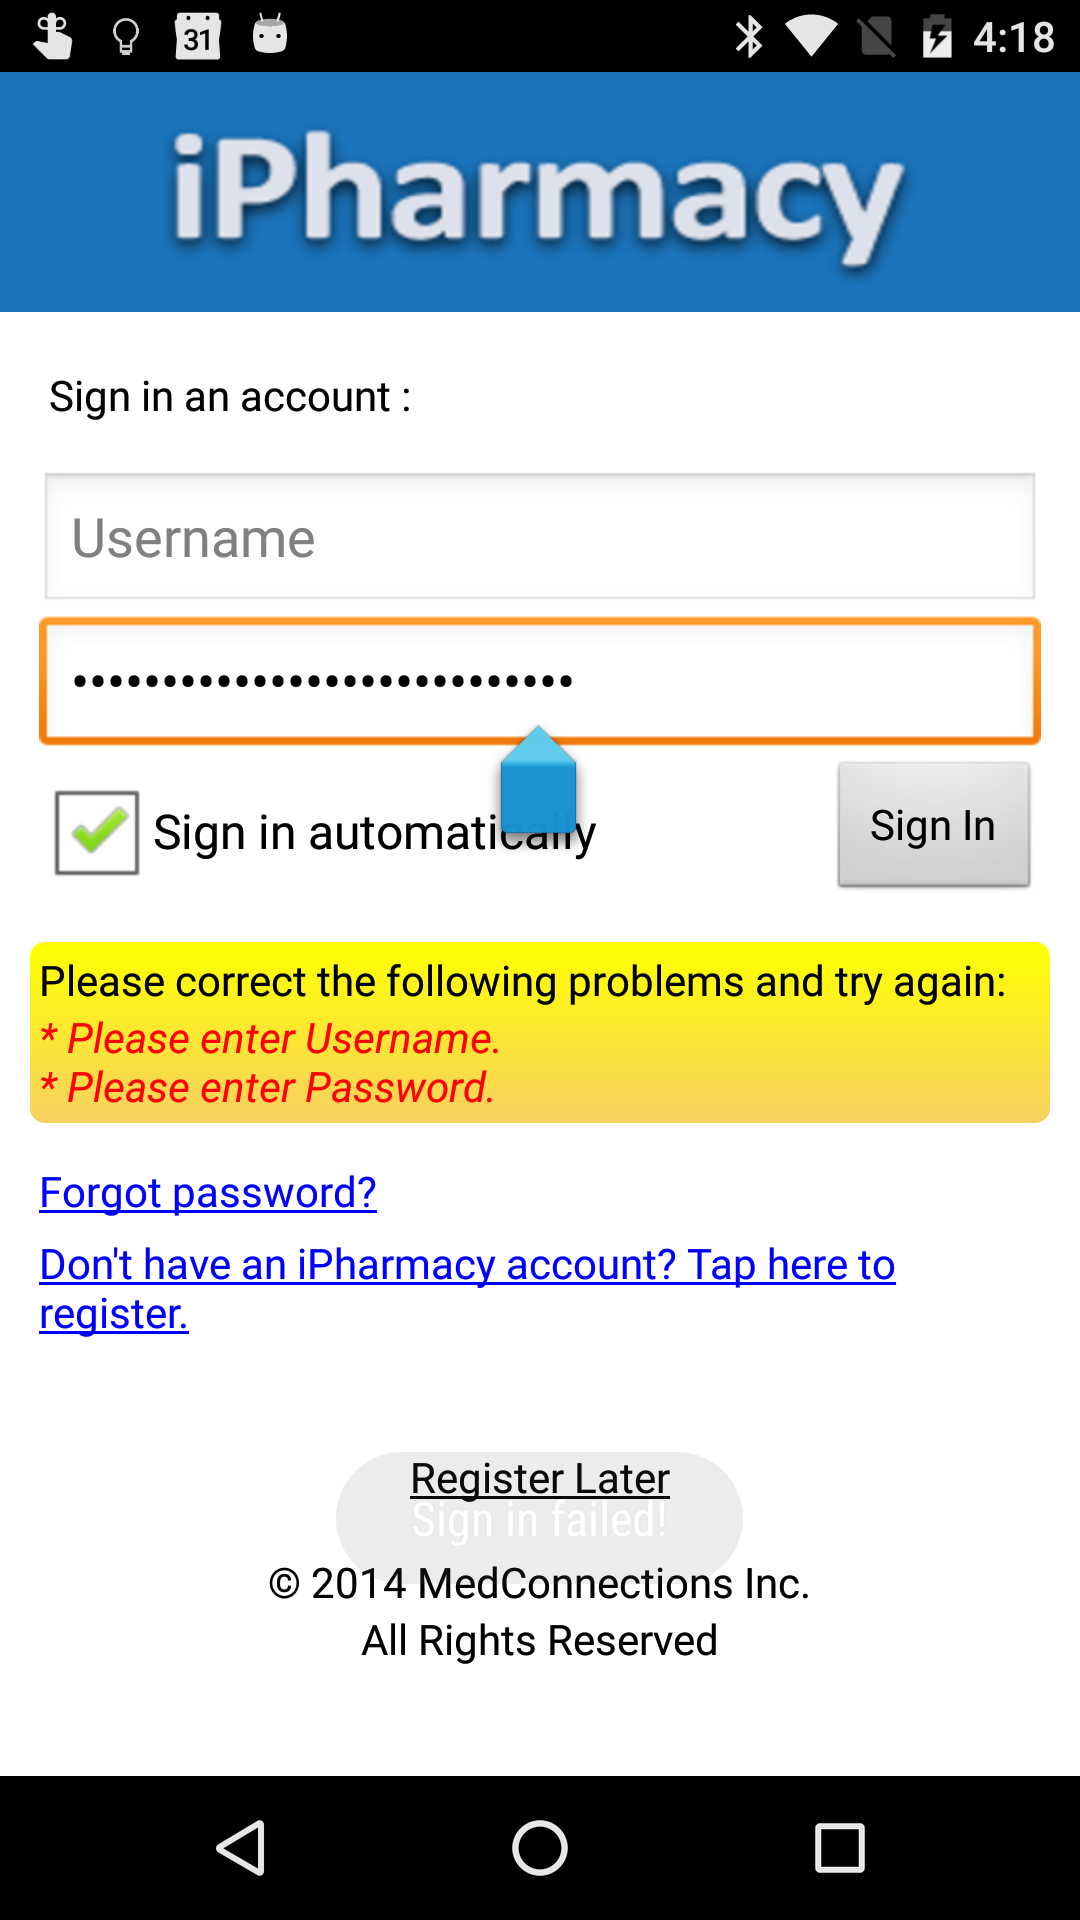 31
4:18
iPharmacy
Sign in an account :
Username
••••••••••••••••••••••••••••
Sign in automatically
Sign In
Please correct the following problems and try again:
* Please enter Username.
* Please enter Password.
Forgot password?
Don't have an iPharmacy account? Tap here to
register.
Register Later
Sign in failed!
© 2014 MedConnections Inc.
All Rights Reserved